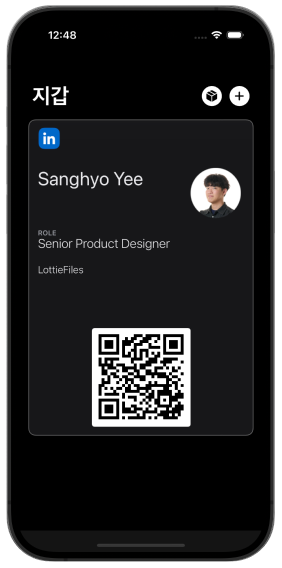 12:48
지갑
in
Sanghyo Yee
ROLE
Senior Product Designer
LottieFiles